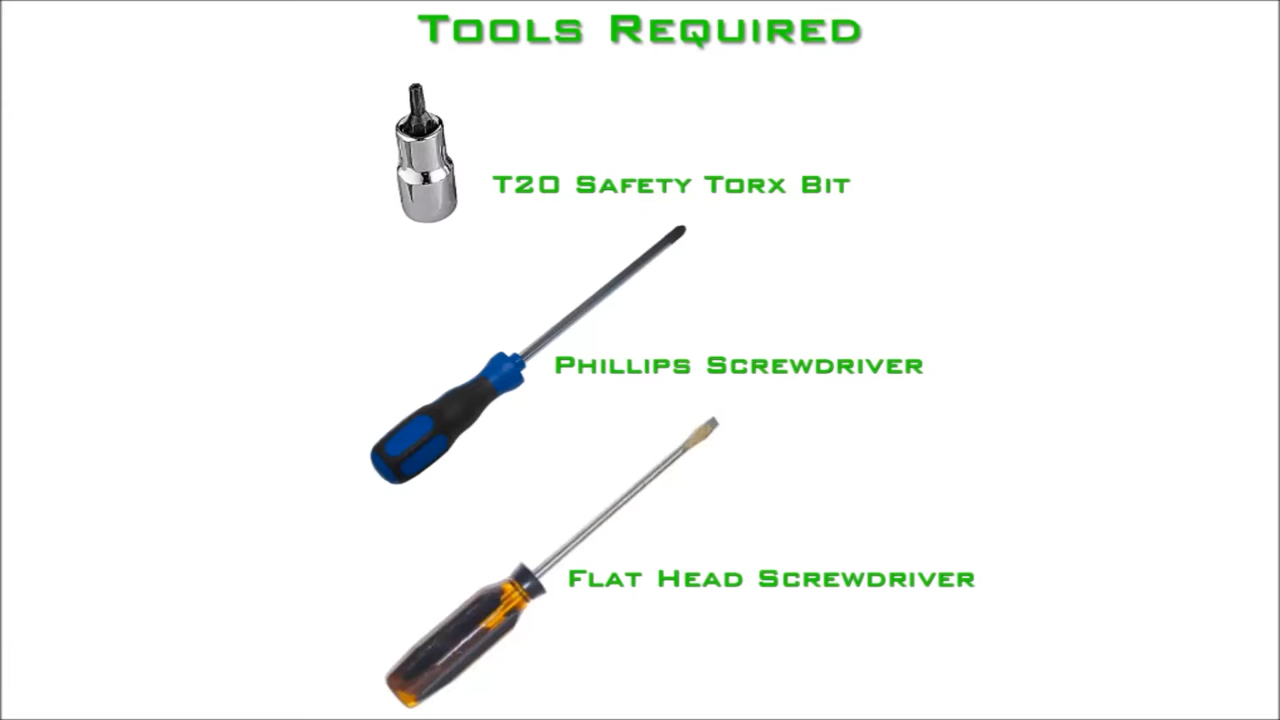 Tools Required
T20 Safety Torx Bit
Phillips Screwdriver
Flat Head Screwdriver